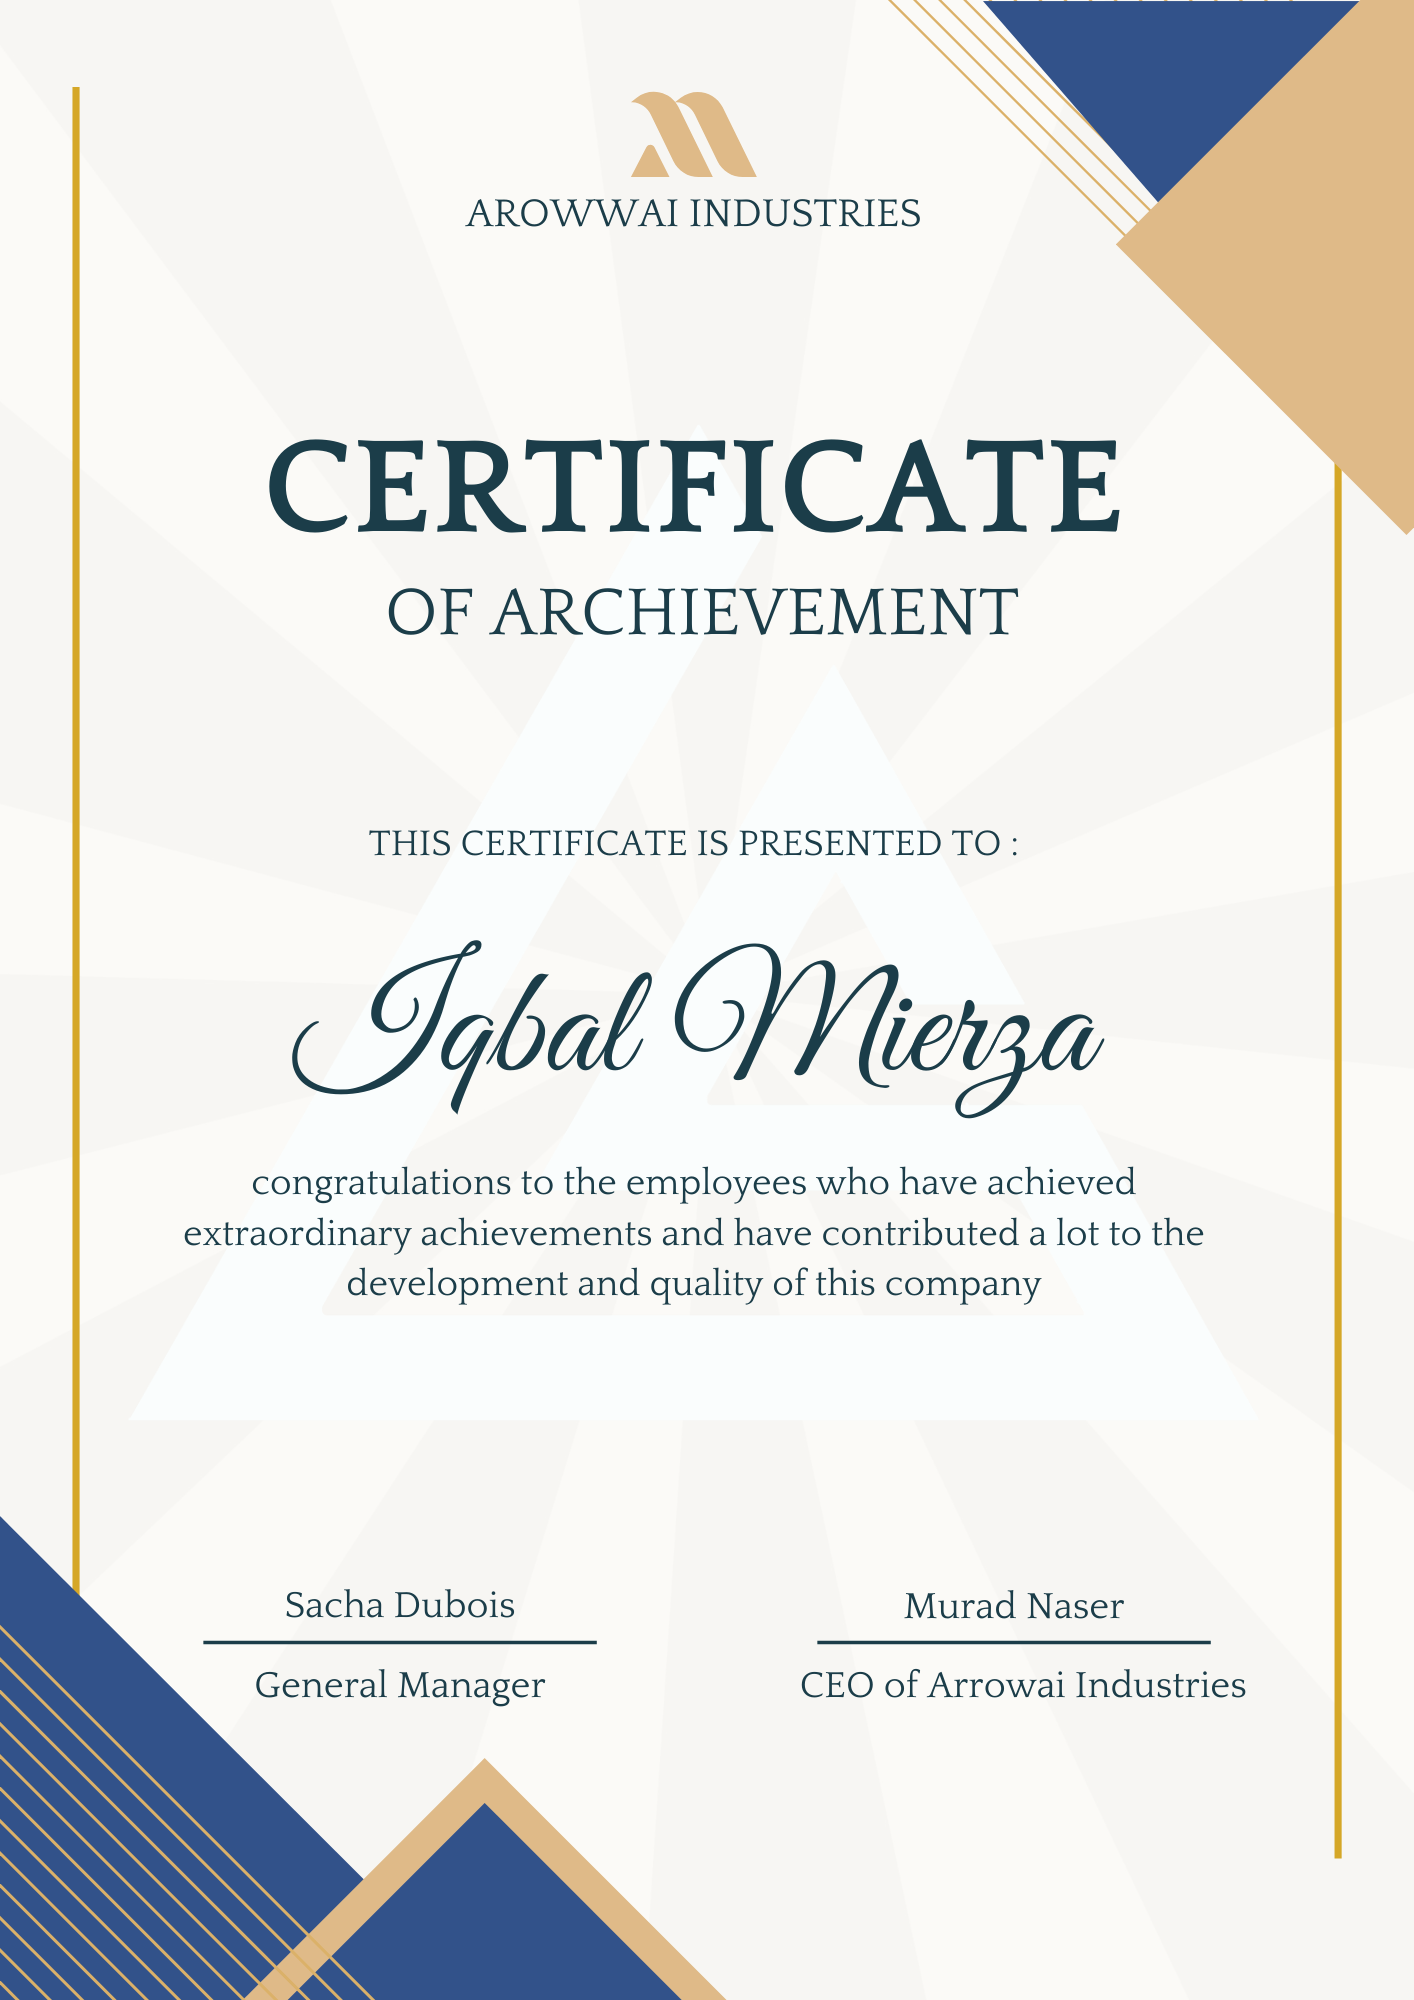 AROWWAI INDUSTRIES
CERTIFICATE
OF ARCHIEVEMENT
THIS CERTIFICATE IS PRESENTED TO :
Iqbal Mierza
congratulations to the employees who have achieved
extraordinary achievements and have contributed a lot to the
development and quality of this company
Sacha Dubois
General Manager
Murad Naser
CEO of Arrowai Industries